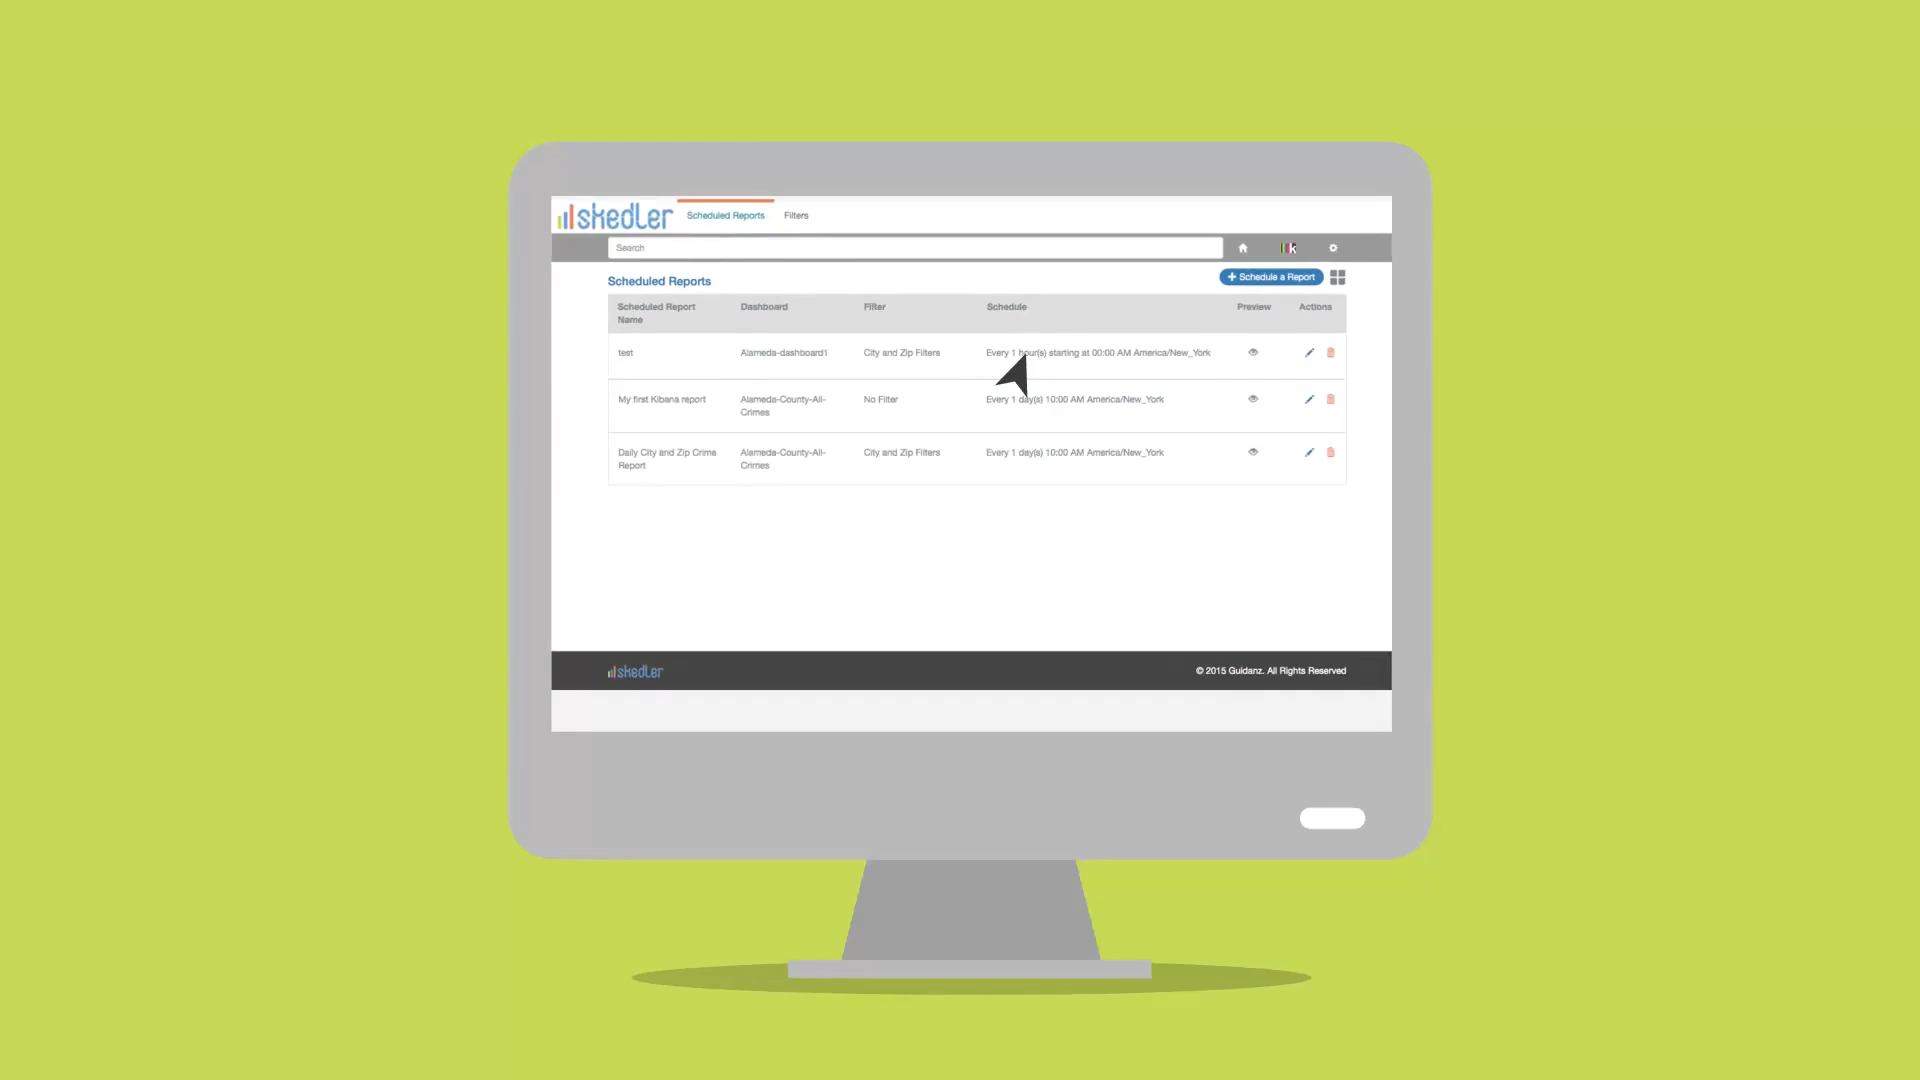 skedler
Scheduled Reports Filters
Search
k
Scheduled Reports
+ Schedule a Report
Scheduled Report Name Dashboard Filter Schedule Preview Actions
test Alameda-dashboard1 City and Zip Filters Every 1 hour(s) starting at 00:00 AM America/New_York
My first Kibana report Alameda-County-All-Crimes No Filter Every 1 day(s) 10:00 AM America/New_York
Daily City and Zip Crime Report Alameda-County-All-Crimes City and Zip Filters Every 1 day(s) 10:00 AM America/New_York
skedler
© 2015 Guidanz. All Rights Reserved